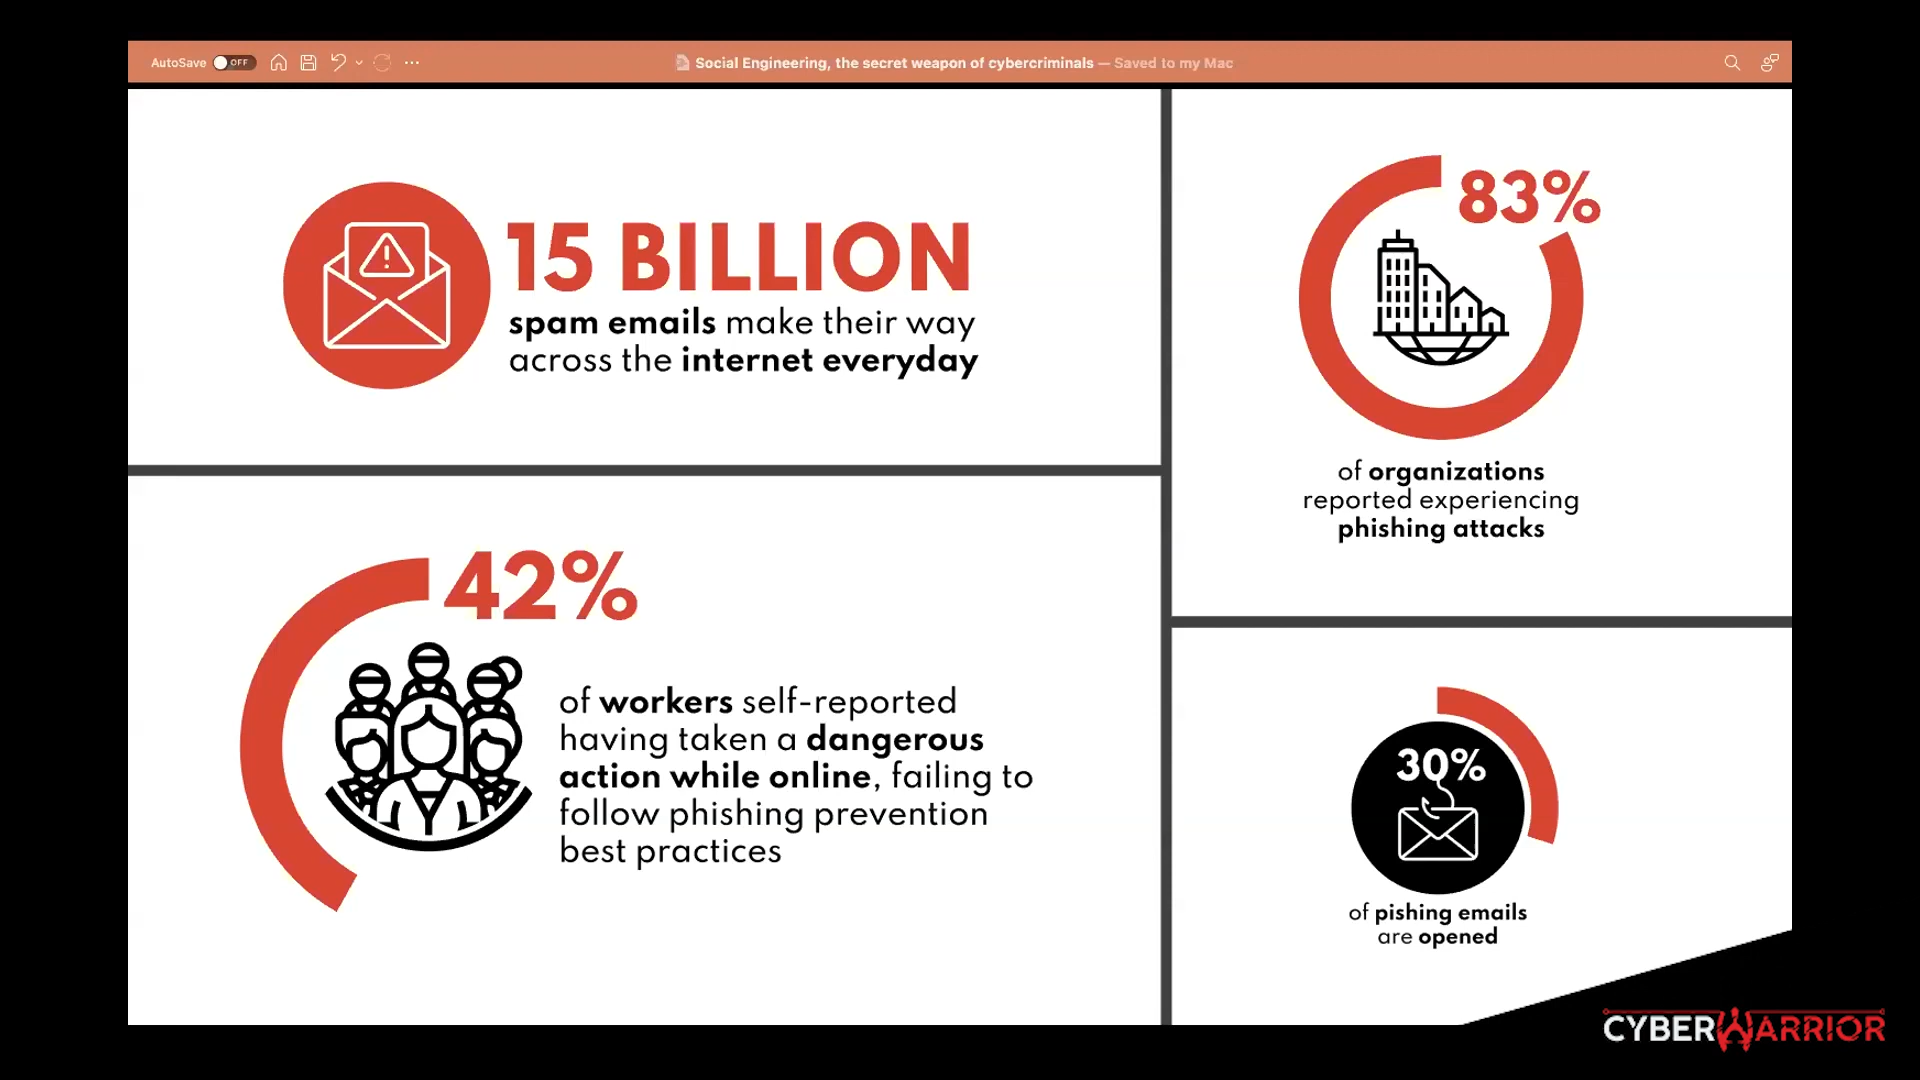 AutoSave OFF
Social Engineering, the secret weapon of cybercriminals — Saved to my Mac
15 BILLION
spam emails make their way
across the internet everyday
83%
of organizations
reported experiencing
phishing attacks
42%
of workers self-reported
having taken a dangerous
action while online, failing to
follow phishing prevention
best practices
30%
of pishing emails
are opened
CYBERWARRIOR